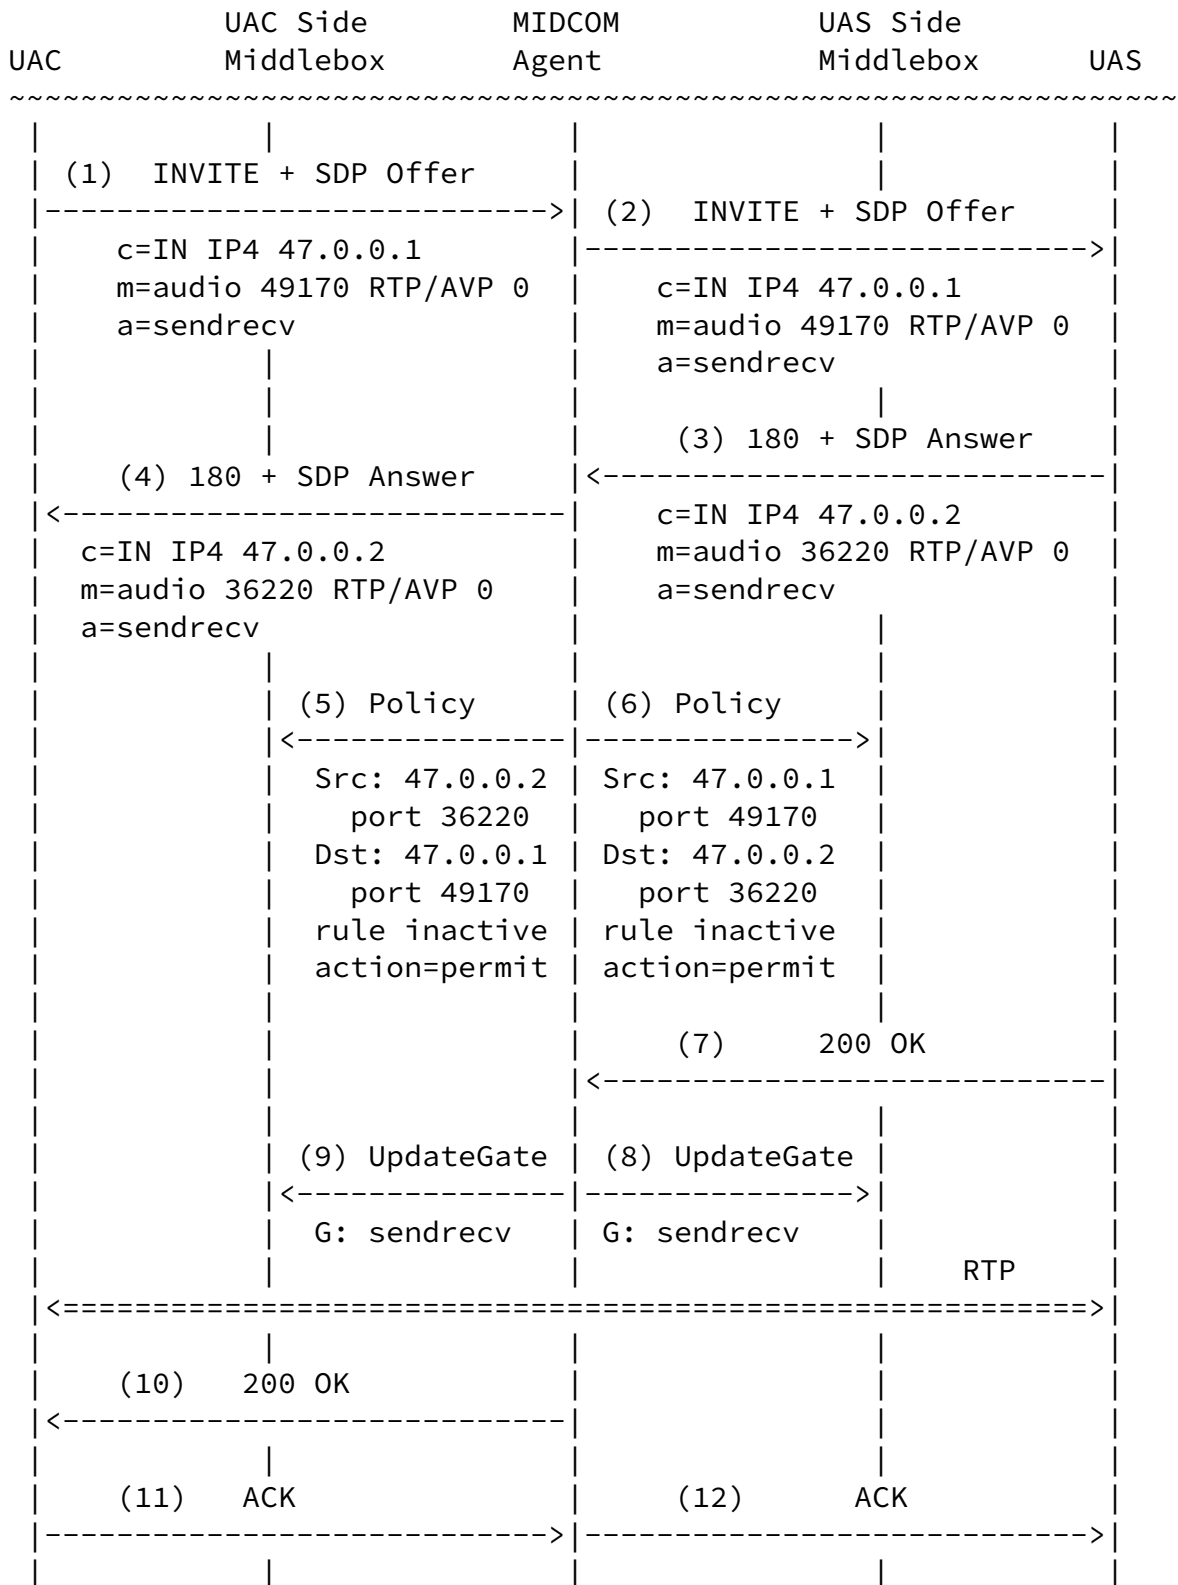 UAC Side        MIDCOM            UAS Side
UAC         Middlebox       Agent            Middlebox      UAS
~~~~~~~~~~~~~~~~~~~~~~~~~~~~~~~~~~~~~~~~~~~~~~~~~~~~~~~~~~~~~~~~~
 |            |                |                |            |
 | (1)  INVITE + SDP Offer     |                |            |
 |---------------------------->| (2)  INVITE + SDP Offer     |
 |    c=IN IP4 47.0.0.1        |---------------------------->|
 |    m=audio 49170 RTP/AVP 0  |    c=IN IP4 47.0.0.1        |
 |    a=sendrecv               |    m=audio 49170 RTP/AVP 0  |
 |            |                |    a=sendrecv               |
 |            |                |                |            |
 |            |                |     (3) 180 + SDP Answer    |
 |    (4) 180 + SDP Answer     |<----------------------------|
 |<----------------------------|    c=IN IP4 47.0.0.2        |
 |  c=IN IP4 47.0.0.2          |    m=audio 36220 RTP/AVP 0  |
 |  m=audio 36220 RTP/AVP 0    |    a=sendrecv               |
 |  a=sendrecv                 |                |            |
 |            |                |                |            |
 |            | (5) Policy     | (6) Policy     |            |
 |            |<---------------|--------------->|            |
 |            |  Src: 47.0.0.2 | Src: 47.0.0.1  |            |
 |            |    port 36220  |   port 49170   |            |
 |            |  Dst: 47.0.0.1 | Dst: 47.0.0.2  |            |
 |            |    port 49170  |   port 36220   |            |
 |            |  rule inactive | rule inactive  |            |
 |            |  action=permit | action=permit  |            |
 |            |                |                |            |
 |            |                |     (7)     200 OK          |
 |            |                |<----------------------------|
 |            |                |                |            |
 |            | (9) UpdateGate | (8) UpdateGate |            |
 |            |<---------------|--------------->|            |
 |            |  G: sendrecv   | G: sendrecv    |            |
 |            |                |                |    RTP     |
 |<=========================================================>|
 |            |                |                |            |
 |    (10)   200 OK            |                |            |
 |<----------------------------|                |            |
 |            |                |                |            |
 |    (11)   ACK               |     (12)      ACK           |
 |---------------------------->|---------------------------->|
 |            |                |                |            |